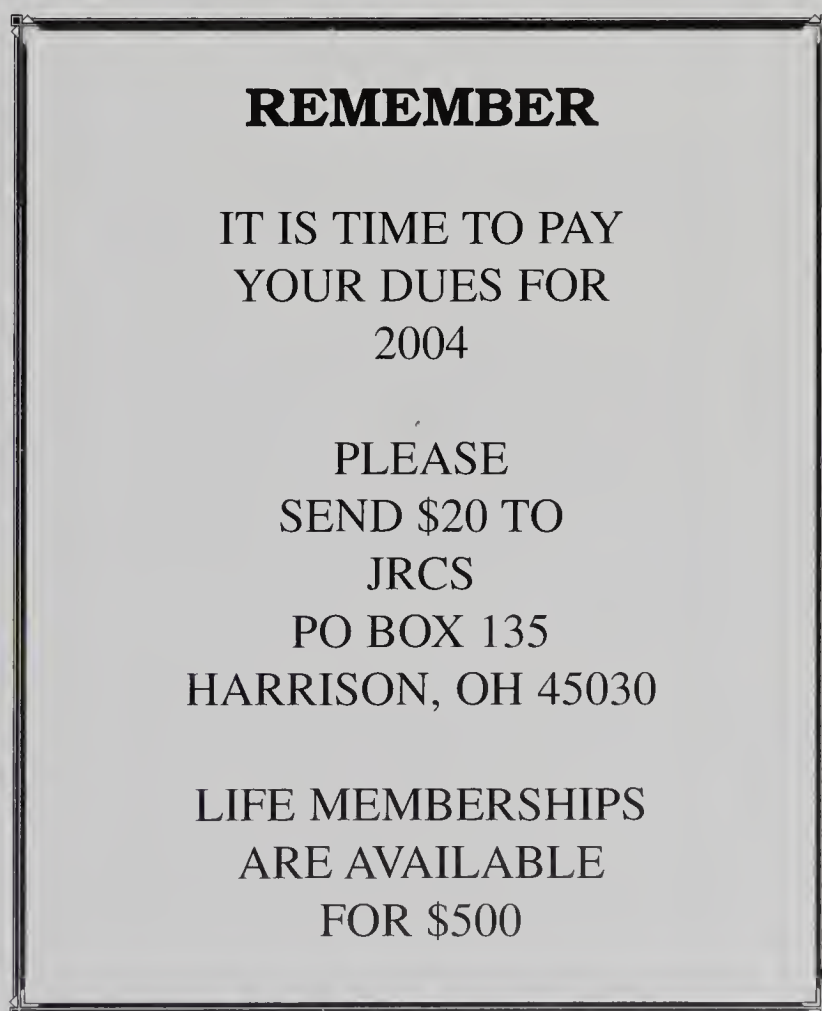 REMEMBER
IT IS TIME TO PAY
YOUR DUES FOR
2004
PLEASE
SEND $20 TO
JRCS
PO BOX 135
HARRISON, OH 45030
LIFE MEMBERSHIPS
ARE AVAILABLE
FOR $500